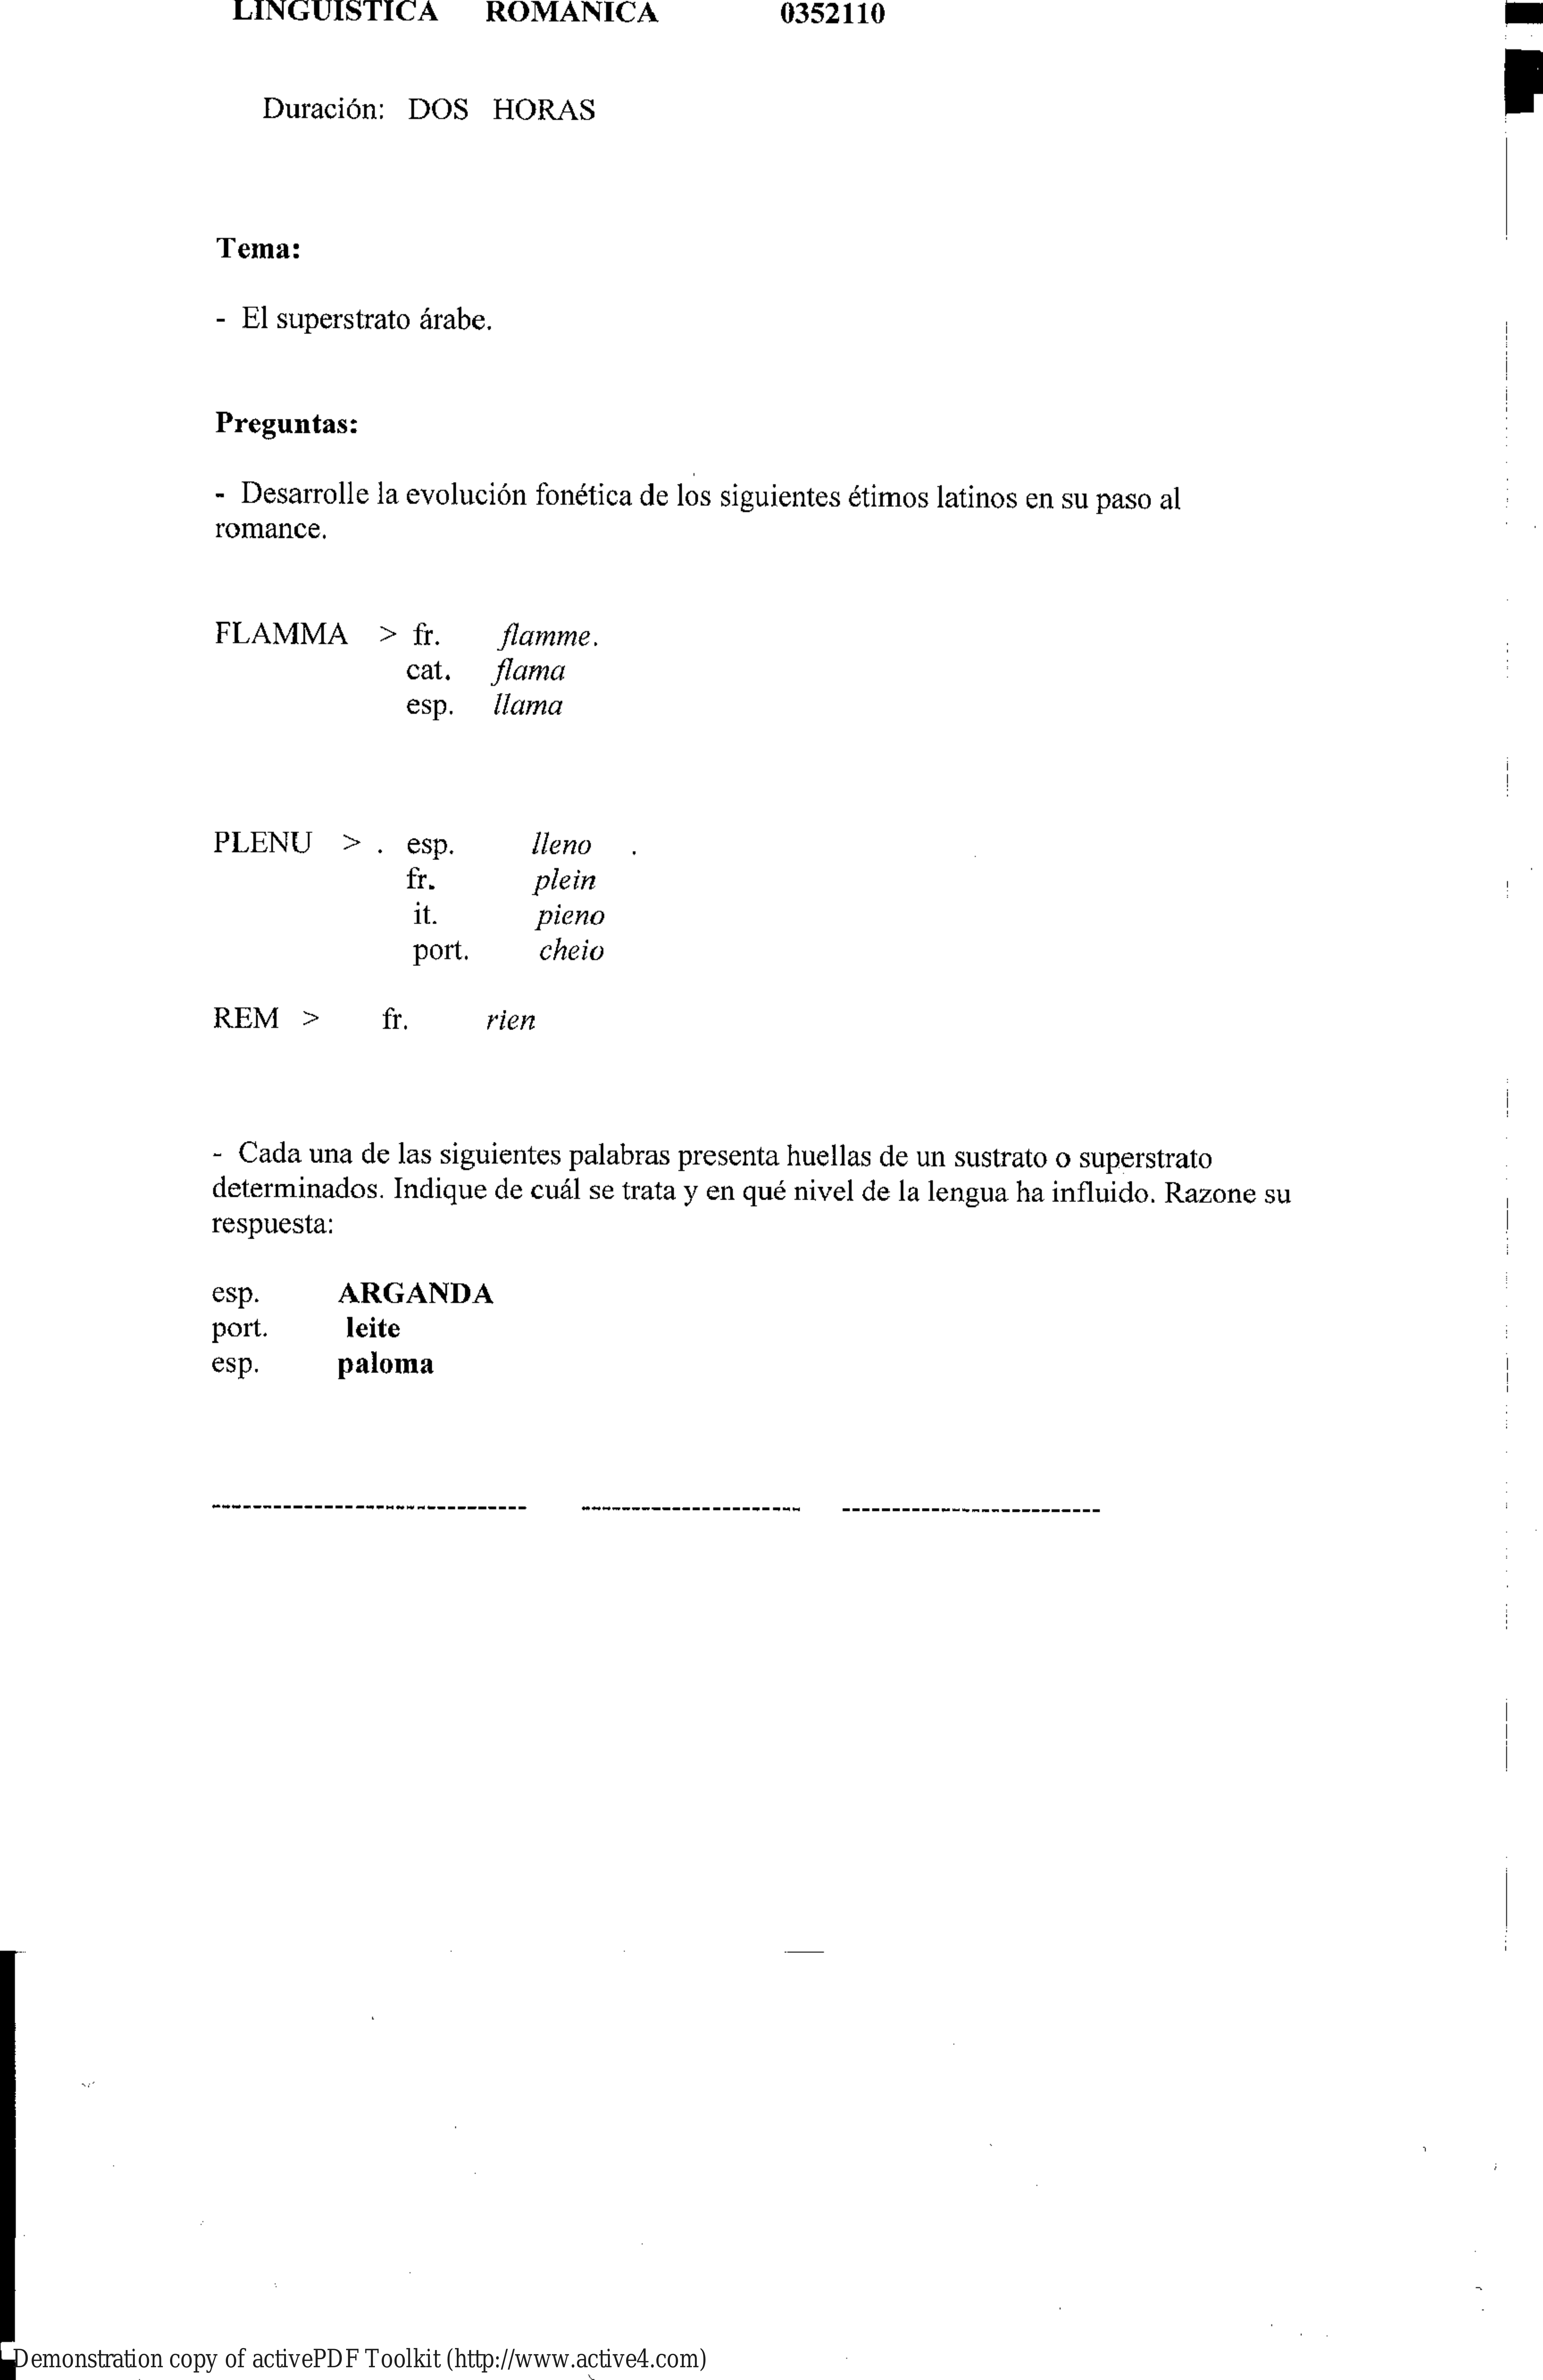 LINGUISTICA ROMANICA 0352110
Duración: DOS HORAS
Tema:
- El superstrato árabe.
Preguntas:
- Desarrolle la evolución fonética de los siguientes étimos latinos en su paso al
romance.
FLAMMA > fr. flamme.
cat. flama
esp. llama
PLENU > . esp. lleno .
fr. plein
it. pieno
port. cheio
REM > fr. rien
- Cada una de las siguientes palabras presenta huellas de un sustrato o superstrato
determinados. Indique de cuál se trata y en qué nivel de la lengua ha influido. Razone su
respuesta:
esp. ARGANDA
port. leite
esp. paloma
Demonstration copy of activePDF Toolkit (http://www.active4.com)